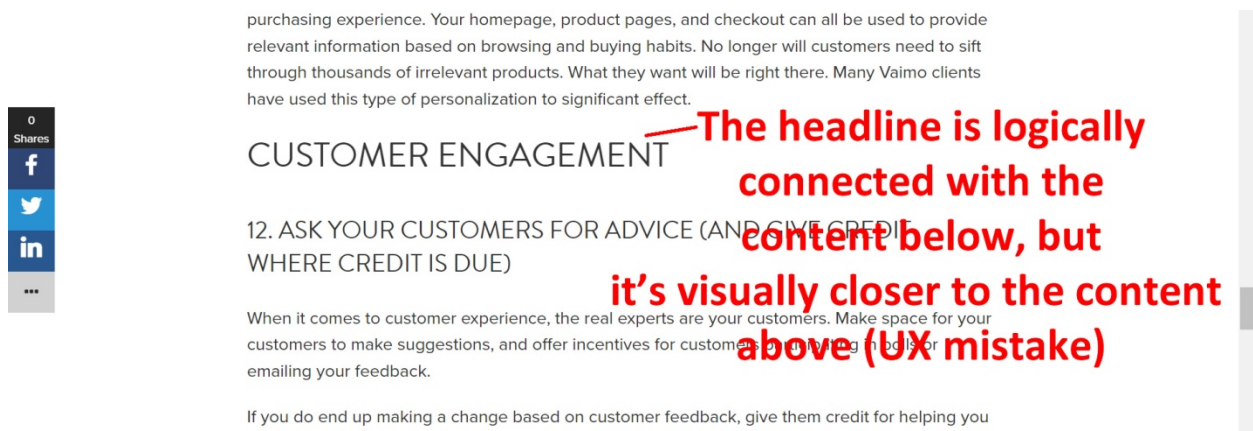 purchasing experience. Your homepage, product pages, and checkout can all be used to provide
relevant information based on browsing and buying habits. No longer will customers need to sift
through thousands of irrelevant products. What they want will be right there. Many Vaimo clients
have used this type of personalization to significant effect.
0
Shares
CUSTOMER ENGAGEMENT
The headline is logically
connected with the
content below, but
it’s visually closer to the content
above (UX mistake)
12. ASK YOUR CUSTOMERS FOR ADVICE (AND GIVE CREDIT
WHERE CREDIT IS DUE)
When it comes to customer experience, the real experts are your customers. Make space for your
customers to make suggestions, and offer incentives for customers participating in polls or
emailing your feedback.
If you do end up making a change based on customer feedback, give them credit for helping you